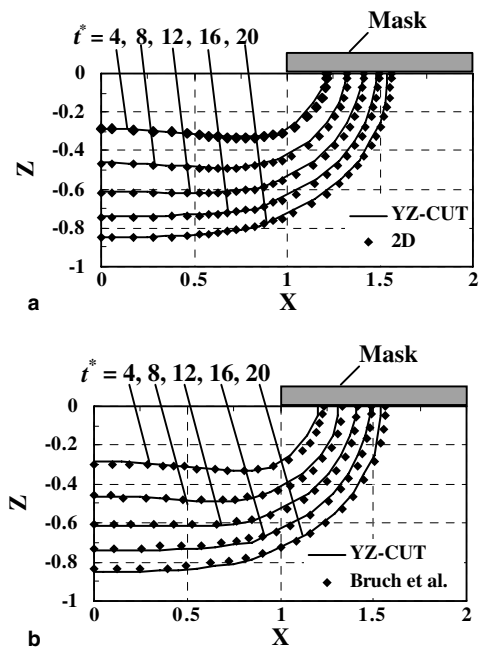 Mask
t* = 4, 8, 12, 16, 20
0
-0.2
-0.4
-0.6
-0.8
-1
Z
YZ-CUT
2D
0 0.5 1 1.5 2
X
a
Mask
t* = 4, 8, 12, 16, 20
0
-0.2
-0.4
-0.6
-0.8
-1
Z
YZ-CUT
Bruch et al.
0 0.5 1 1.5 2
X
b